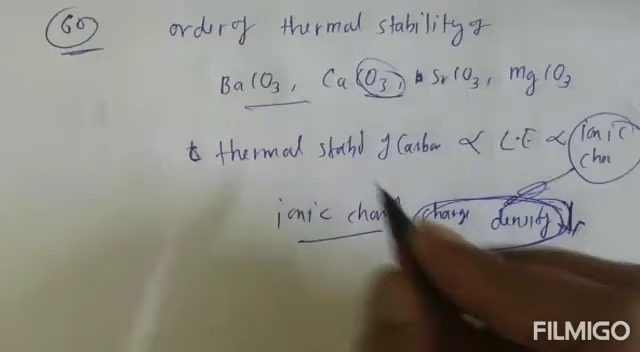 60 order of thermal stability of
BaCO3, CaCO3, SrCO3, MgCO3
thermal stabl of Carbon ∝ L.E ∝ ionic char
ionic char charge density
FILMIGO